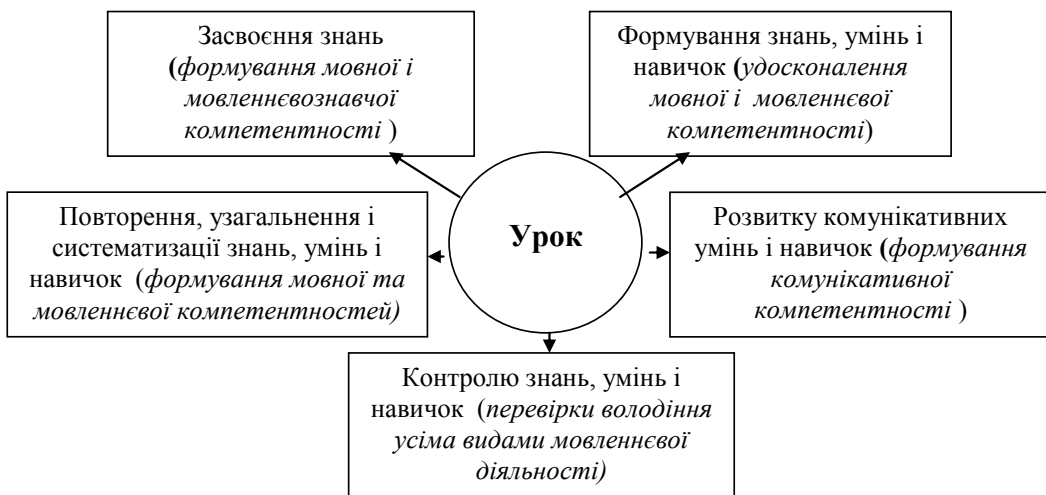 Засвоєння знань
(формування мовної і
мовленнєвознавчої
компетентності )
Формування знань, умінь і
навичок (удосконалення
мовної і мовленнєвої
компетентності)
Повторення, узагальнення і
систематизації знань, умінь і
навичок (формування мовної та
мовленнєвої компетентностей)
Урок
Розвитку комунікативних
умінь і навичок (формування
комунікативної
компетентності )
Контролю знань, умінь і
навичок (перевірки володіння
усіма видами мовленнєвої
діяльності)